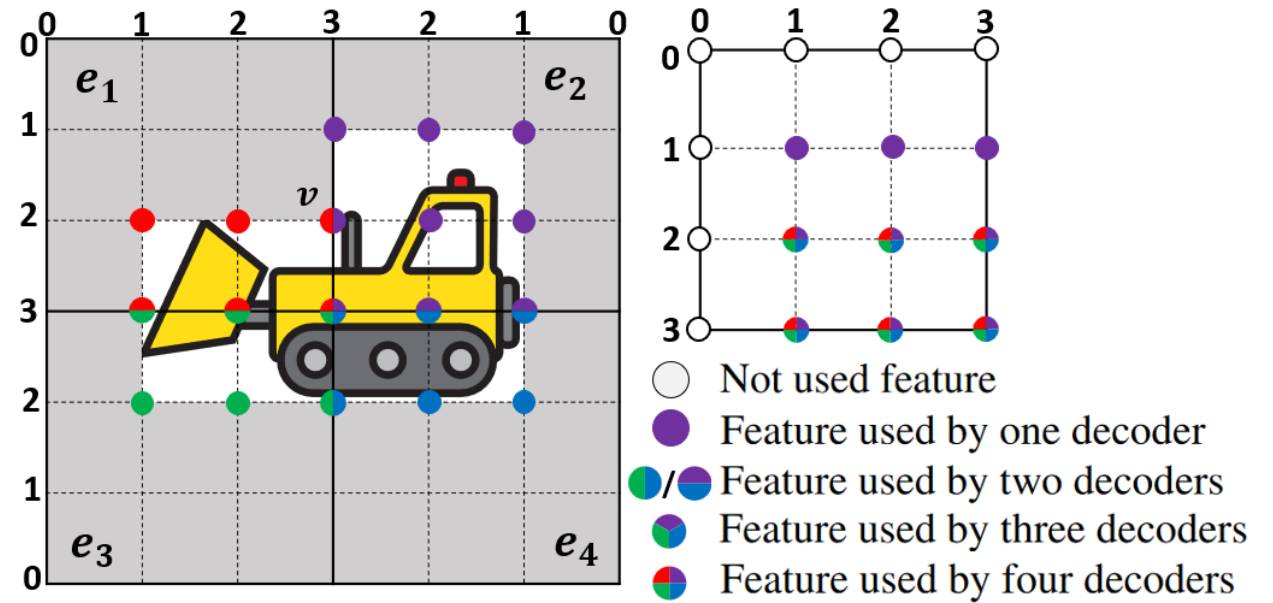 0 1 2 3 2 1 0
0
e₁ e₂
1
v
2
3
2
1
e₃ e₄
0
0 1 2 3
0
1
2
3
Not used feature
Feature used by one decoder
/ Feature used by two decoders
Feature used by three decoders
Feature used by four decoders